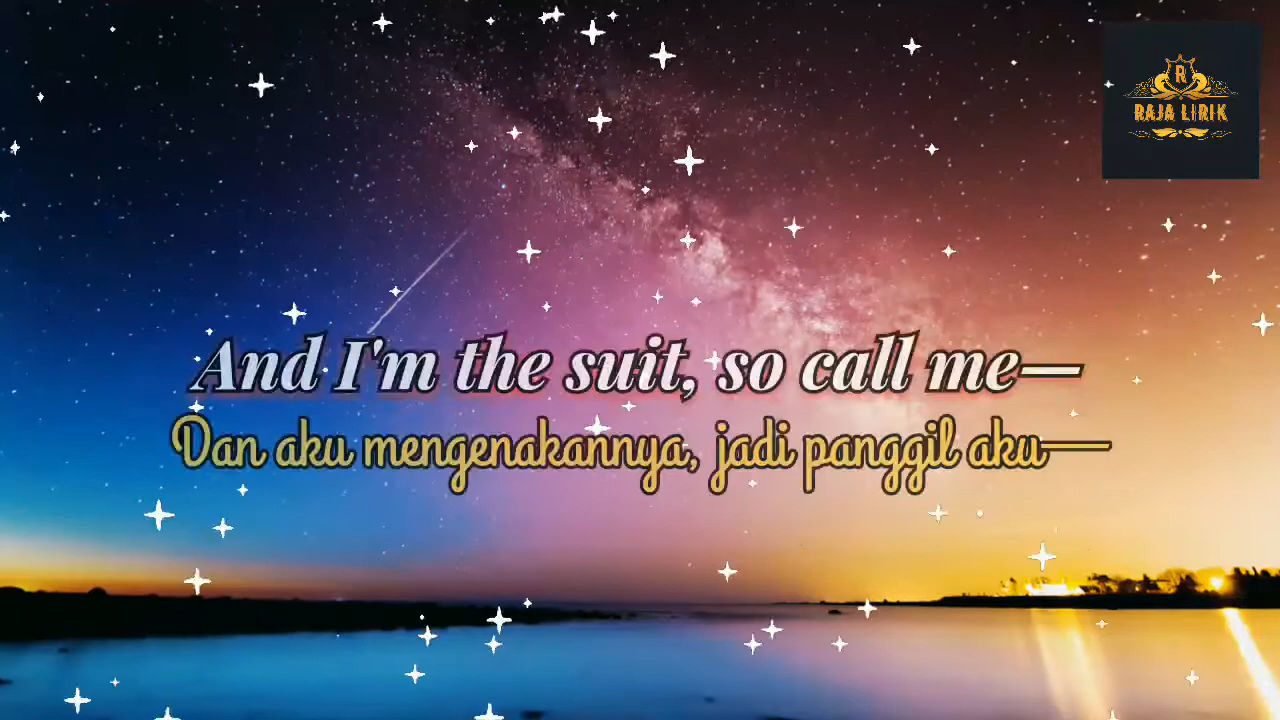 R
RAJA LIRIK
And I'm the suit, so call me—
Dan aku mengenakannya, jadi panggil aku—